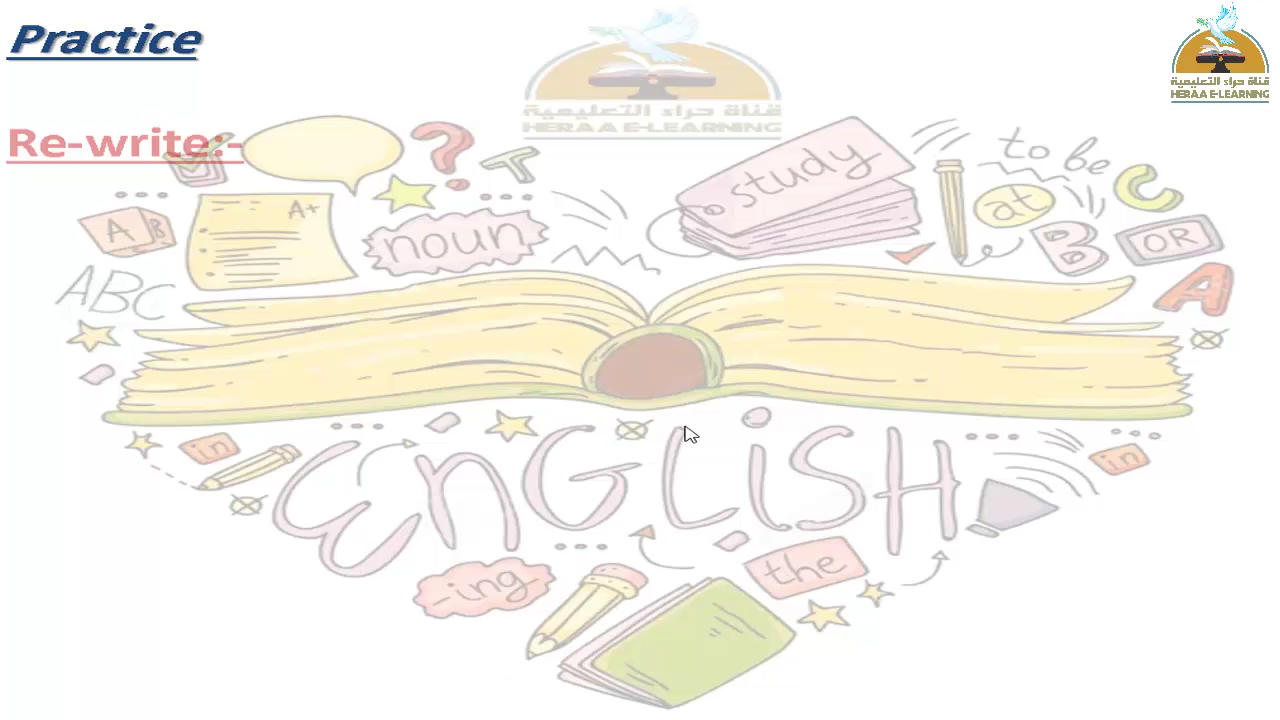 Practice
قناة حراء التعليمية
HERAA E-LEARNING
قناة حراء التعليمية
HERAA E-LEARNING
Re-write:-
? T
A+
A B
noun
ABC
study
to be
at
C
B
OR
A
in
in
ENGLiSH
-ing
the